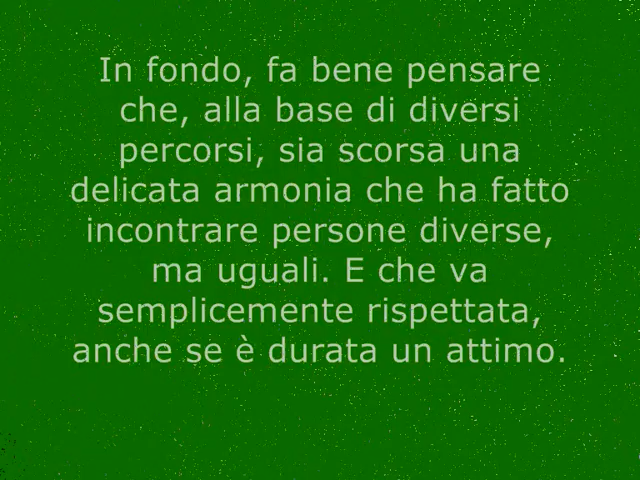 In fondo, fa bene pensare
che, alla base di diversi
percorsi, sia scorsa una
delicata armonia che ha fatto
incontrare persone diverse,
ma uguali. E che va
semplicemente rispettata,
anche se è durata un attimo.